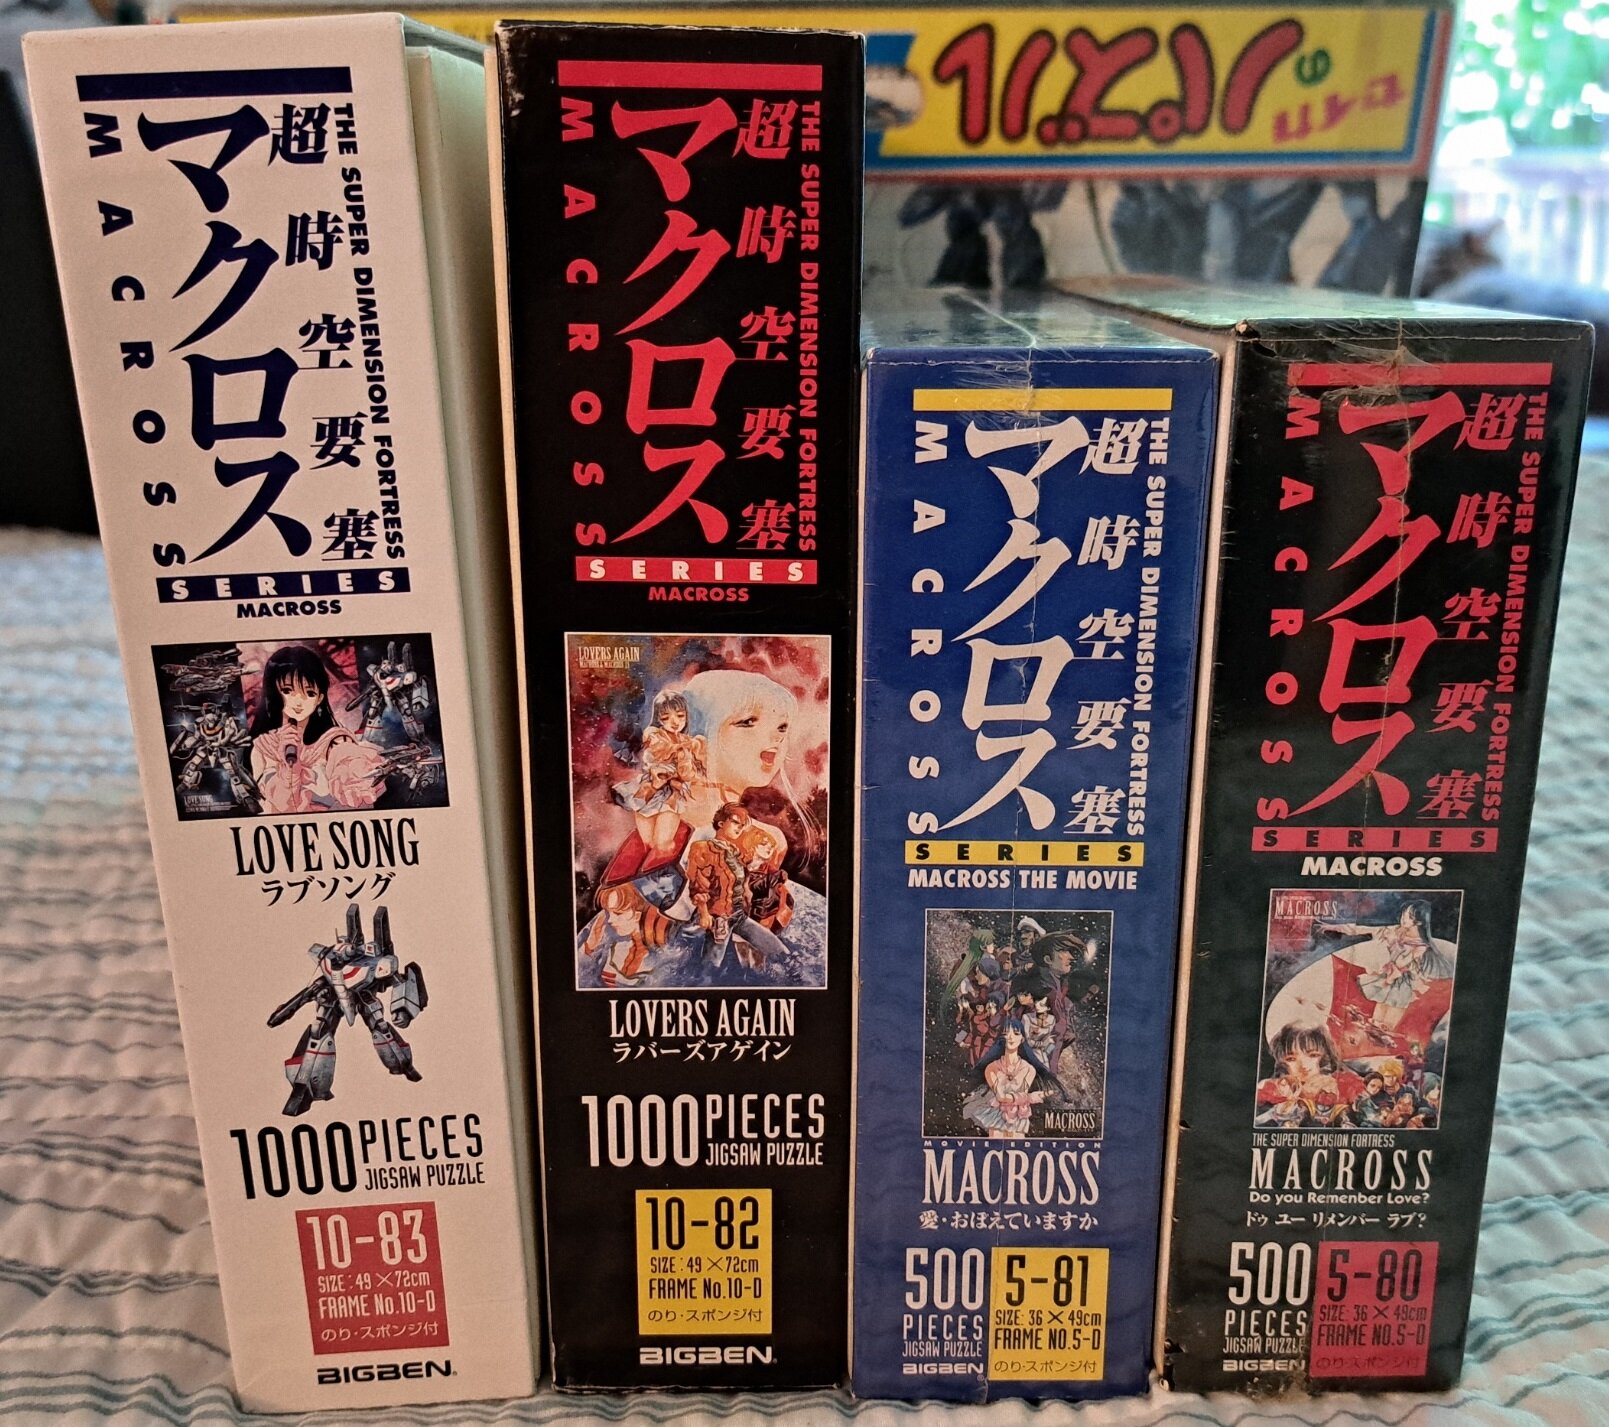 THE SUPER DIMENSION FORTRESS
超時空要塞
マクロス
MACROSS
SERIES
MACROSS
LOVE SONG
LOVE SONG
ラブソング
1000 PIECES
JIGSAW PUZZLE
10-83
SIZE:49×72cm
FRAME No.10-D
のり・スポンジ付
BIGBEN
THE SUPER DIMENSION FORTRESS
超時空要塞
マクロス
MACROSS
SERIES
MACROSS
LOVERS AGAIN
LOVERS AGAIN
ラバーズアゲイン
1000 PIECES
JIGSAW PUZZLE
10-82
SIZE:49×72cm
FRAME No.10-D
のり・スポンジ付
BIGBEN
THE SUPER DIMENSION FORTRESS
超時空要塞
マクロス
MACROSS
SERIES
MACROSS THE MOVIE
MACROSS
MOVIE EDITION
MACROSS
愛・おぼえていますか
500
PIECES
JIGSAW PUZZLE
BIGBEN
5-81
SIZE:36×49cm
FRAME NO.5-D
のり・スポンジ付
THE SUPER DIMENSION FORTRESS
超時空要塞
マクロス
MACROSS
SERIES
MACROSS
MACROSS
THE SUPER DIMENSION FORTRESS
MACROSS
Do you Remenber Love?
ドゥ ユー リメンバー ラブ?
500
PIECES
JIGSAW PUZZLE
BIGBEN
5-80
SIZE:36×49cm
FRAME NO.5-D
のり・スポンジ付